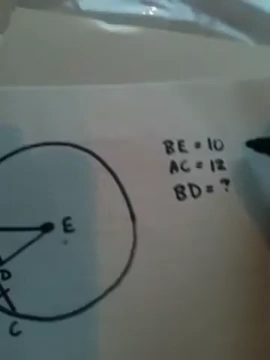 BE = 10
AC = 12
BD = ?
E
D
C